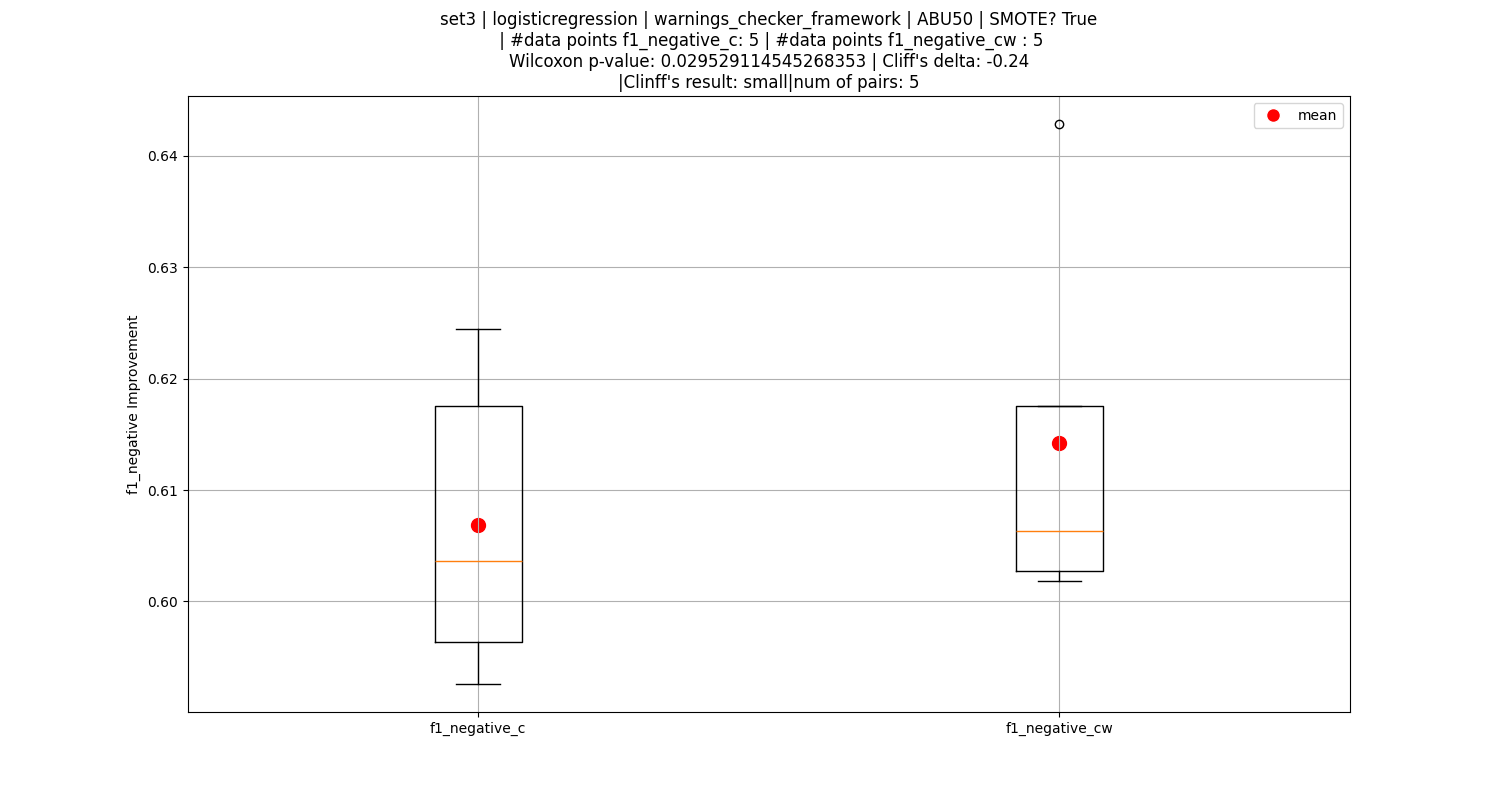 set3 | logisticregression | warnings_checker_framework | ABU50 | SMOTE? True
| #data points f1_negative_c: 5 | #data points f1_negative_cw : 5
Wilcoxon p-value: 0.029529114545268353 | Cliff's delta: -0.24
|Clinff's result: small|num of pairs: 5
mean
0.64
0.63
0.62
0.61
0.60
f1_negative Improvement
f1_negative_c
f1_negative_cw